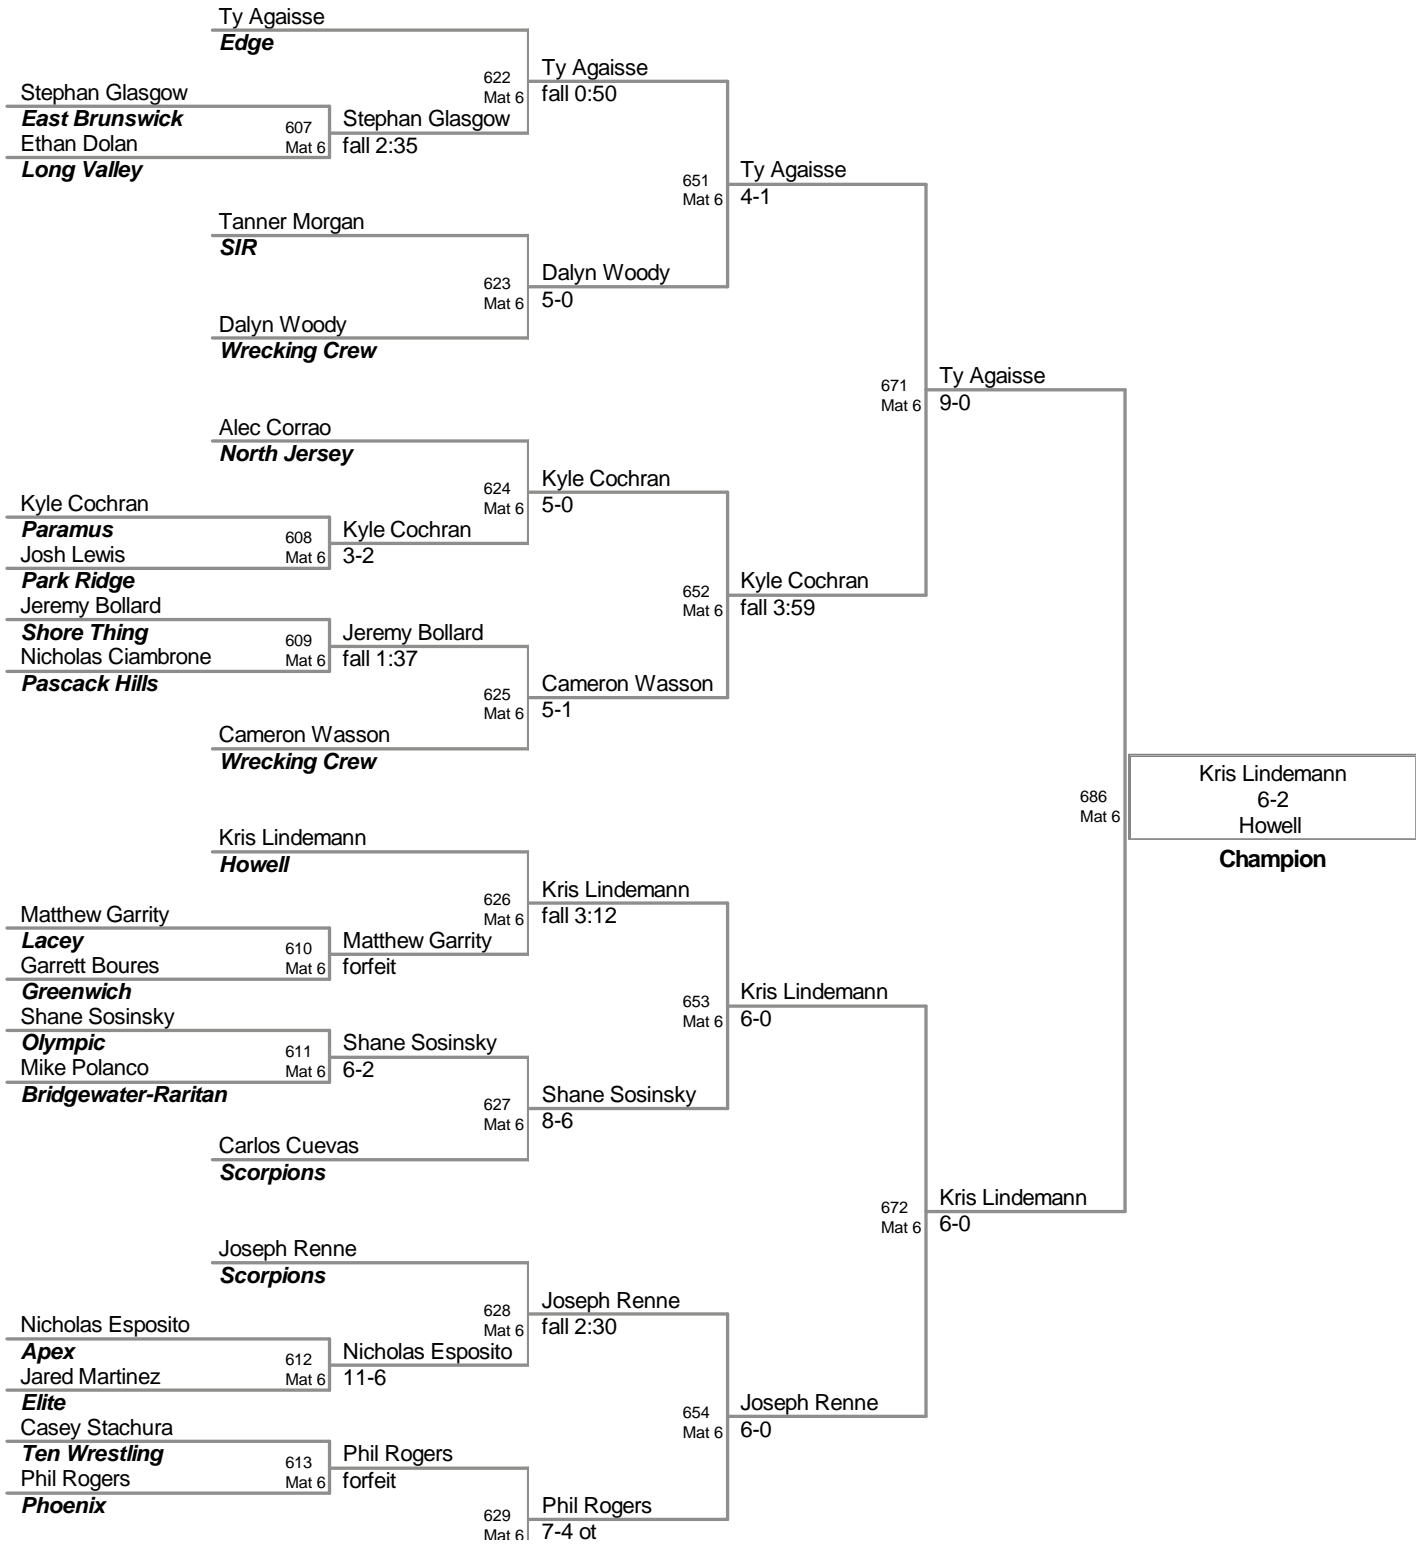 Ty Agaisse
Edge
622
Mat 6
Ty Agaisse
fall 0:50
Stephan Glasgow
East Brunswick
607
Mat 6
Stephan Glasgow
fall 2:35
Ethan Dolan
Long Valley
651
Mat 6
Ty Agaisse
4-1
Tanner Morgan
SIR
623
Mat 6
Dalyn Woody
5-0
Dalyn Woody
Wrecking Crew
671
Mat 6
Ty Agaisse
9-0
Alec Corrao
North Jersey
624
Mat 6
Kyle Cochran
5-0
Kyle Cochran
Paramus
608
Mat 6
Kyle Cochran
3-2
Josh Lewis
Park Ridge
652
Mat 6
Kyle Cochran
fall 3:59
Jeremy Bollard
Shore Thing
609
Mat 6
Jeremy Bollard
fall 1:37
Nicholas Ciambrone
Pascack Hills
625
Mat 6
Cameron Wasson
5-1
Cameron Wasson
Wrecking Crew
686
Mat 6
Kris Lindemann
6-2
Howell
Champion
Kris Lindemann
Howell
626
Mat 6
Kris Lindemann
fall 3:12
Matthew Garrity
Lacey
610
Mat 6
Matthew Garrity
forfeit
Garrett Boures
Greenwich
653
Mat 6
Kris Lindemann
6-0
Shane Sosinsky
Olympic
611
Mat 6
Shane Sosinsky
6-2
Mike Polanco
Bridgewater-Raritan
627
Mat 6
Shane Sosinsky
8-6
Carlos Cuevas
Scorpions
672
Mat 6
Kris Lindemann
6-0
Joseph Renne
Scorpions
628
Mat 6
Joseph Renne
fall 2:30
Nicholas Esposito
Apex
612
Mat 6
Nicholas Esposito
11-6
Jared Martinez
Elite
654
Mat 6
Joseph Renne
6-0
Casey Stachura
Ten Wrestling
613
Mat 6
Phil Rogers
forfeit
Phil Rogers
Phoenix
629
Mat 6
Phil Rogers
7-4 ot